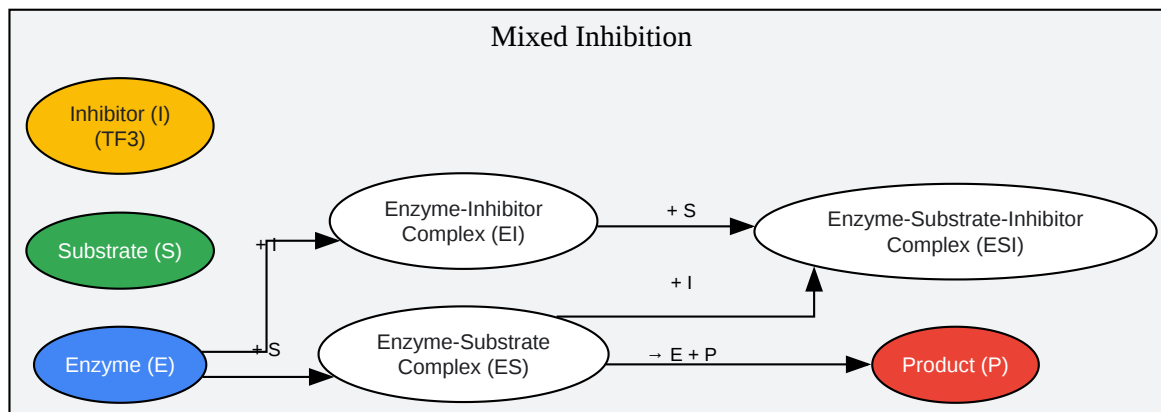 Mixed Inhibition
Inhibitor (I)
(TF3)
Substrate (S)
Enzyme (E)
+ I
+ S
Enzyme-Inhibitor
Complex (EI)
Enzyme-Substrate
Complex (ES)
+ S
+ I
→ E + P
Enzyme-Substrate-Inhibitor
Complex (ESI)
Product (P)